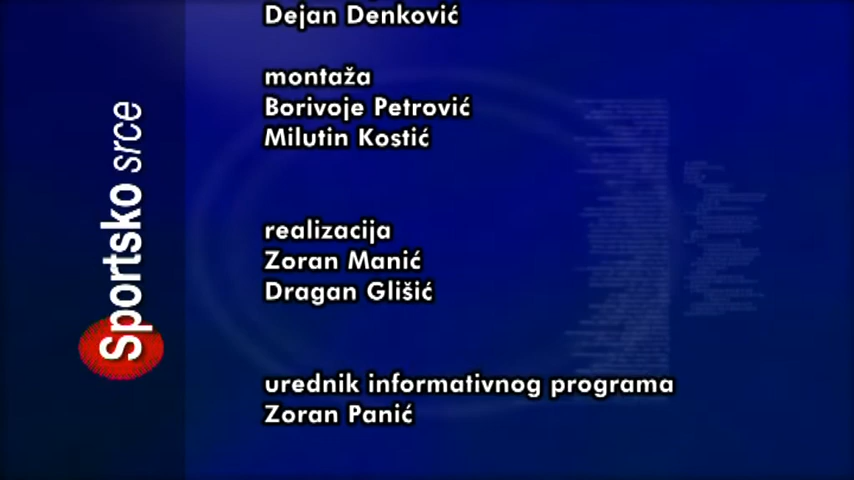 Dejan Denković
montaža
Borivoje Petrović
Milutin Kostić
realizacija
Zoran Manić
Dragan Glišić
urednik informativnog programa
Zoran Panić
Sportsko srce